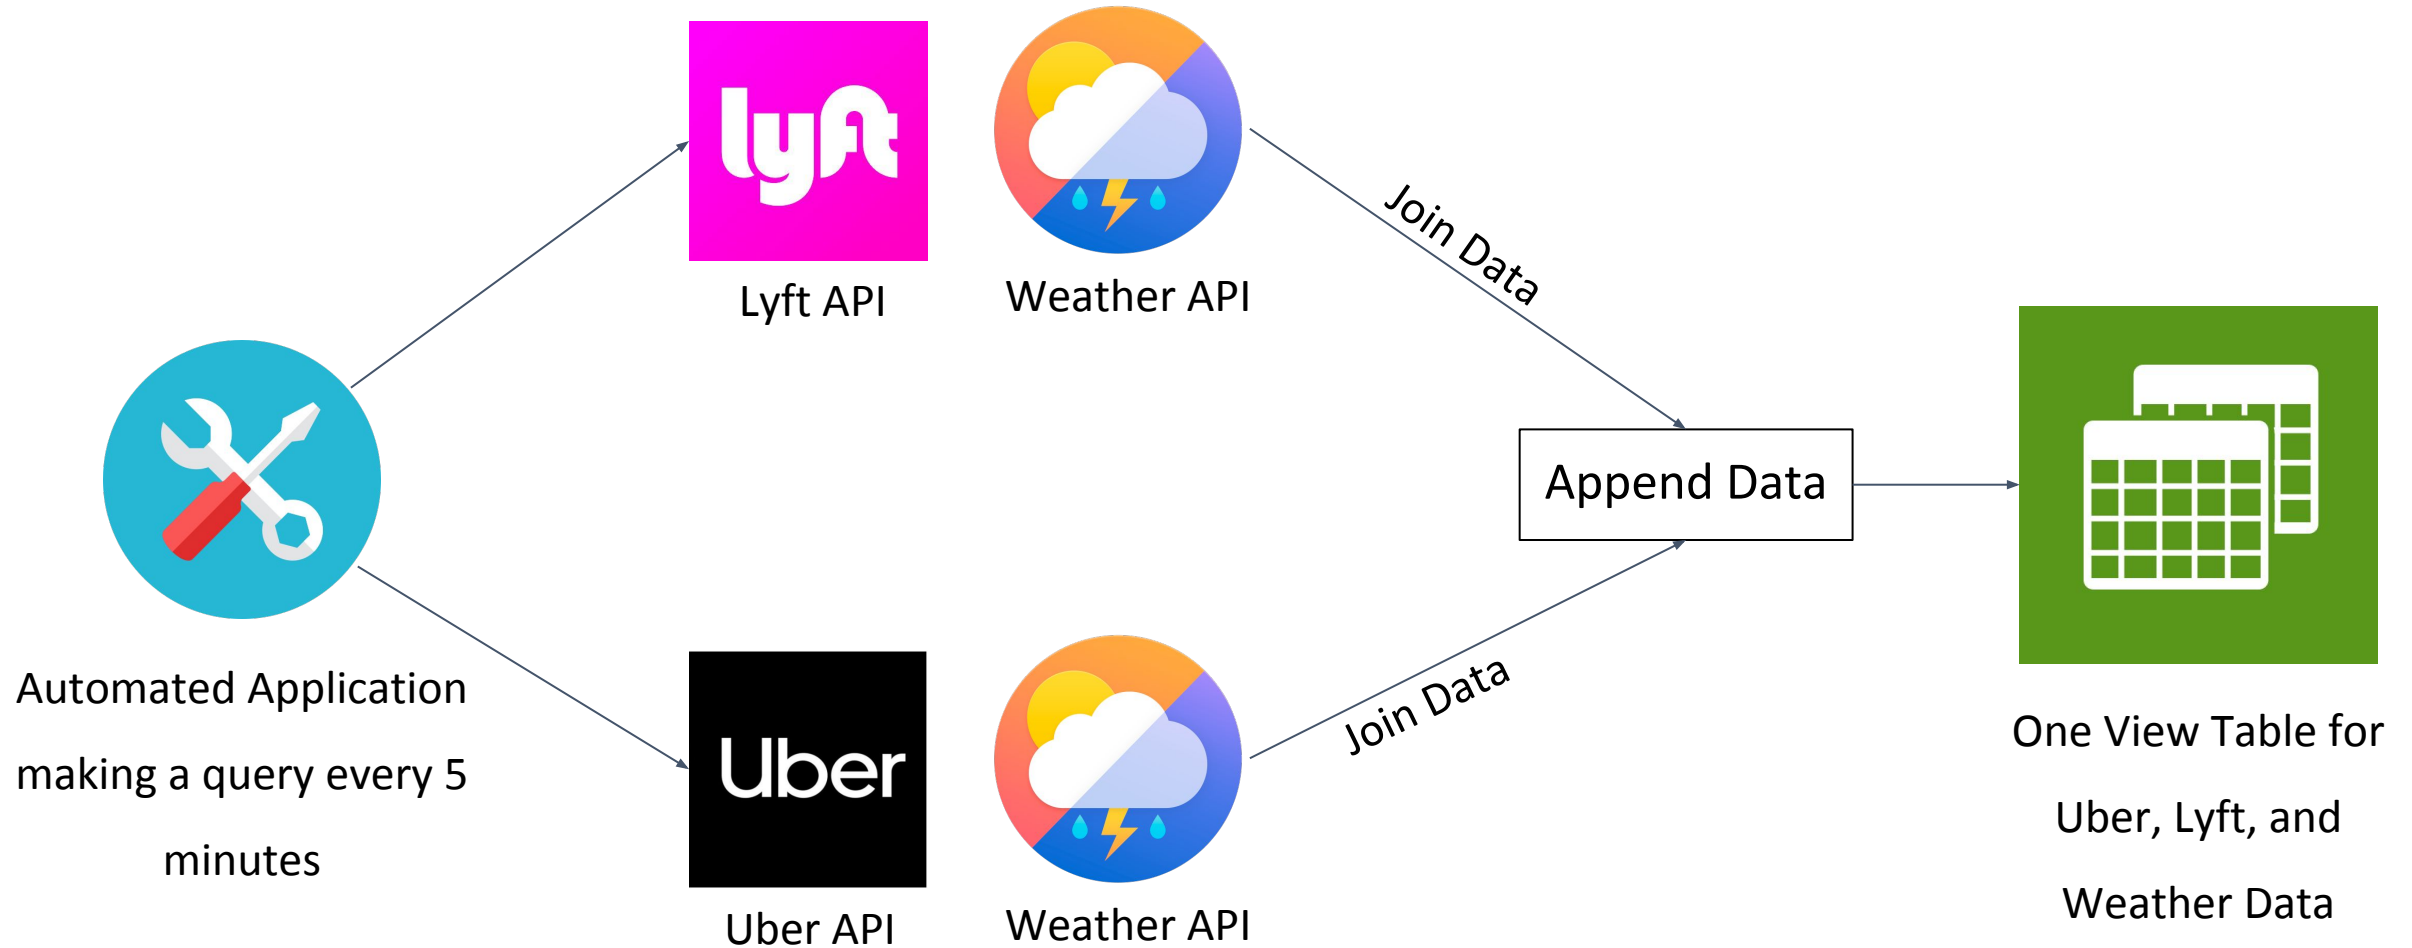 lyft
Lyft API
Weather API
Join Data
Automated Application
making a query every 5
minutes
Uber
Uber API
Weather API
Join Data
Append Data
One View Table for
Uber, Lyft, and
Weather Data